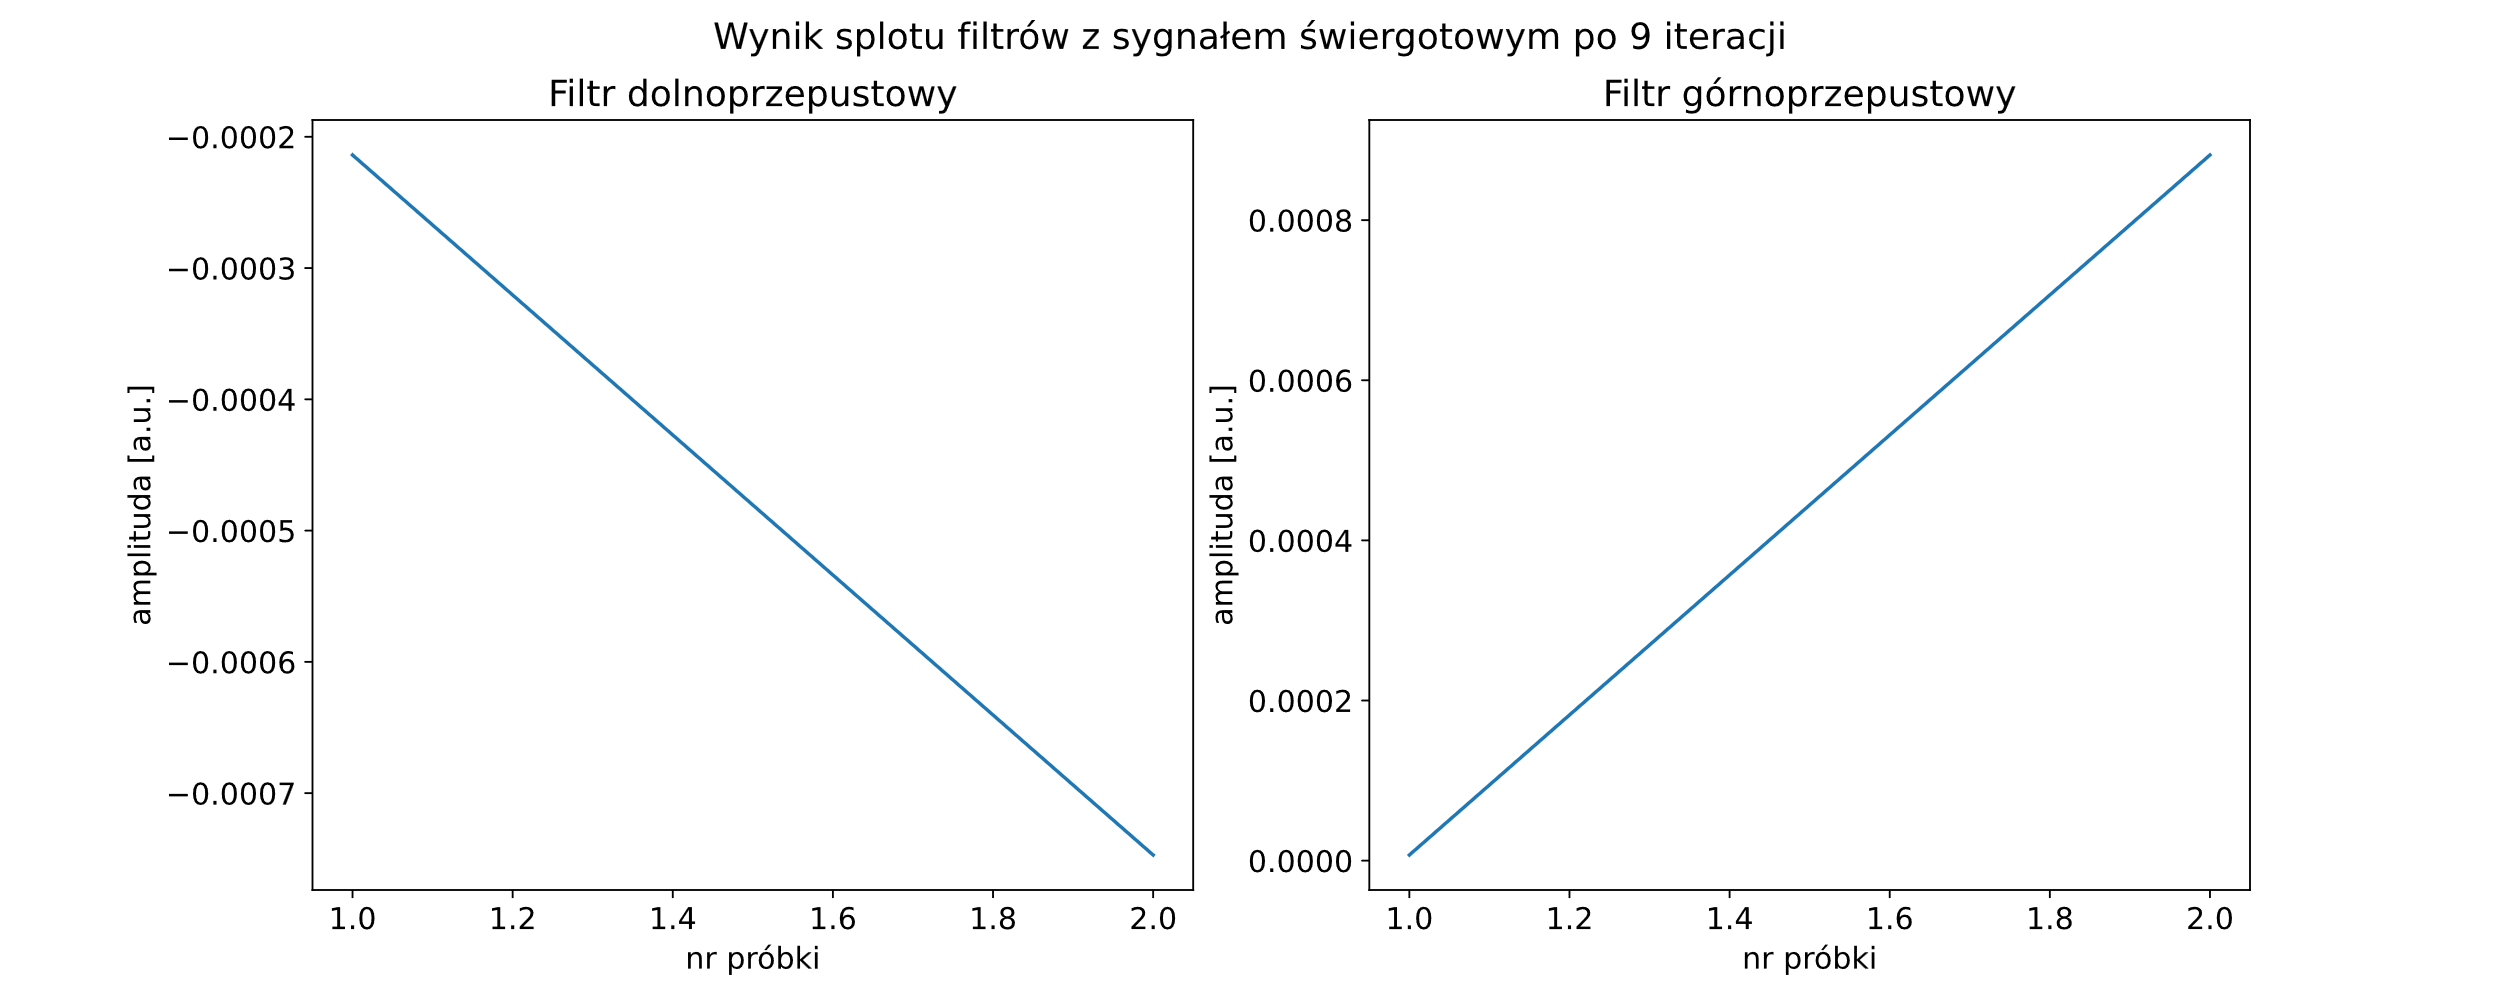 Wynik splotu filtrów z sygnałem świergotowym po 9 iteracji
Filtr dolnoprzepustowy
−0.0002
−0.0003
−0.0004
−0.0005
−0.0006
−0.0007
amplituda [a.u.]
1.0 1.2 1.4 1.6 1.8 2.0
nr próbki
Filtr górnoprzepustowy
0.0008
0.0006
0.0004
0.0002
0.0000
amplituda [a.u.]
1.0 1.2 1.4 1.6 1.8 2.0
nr próbki